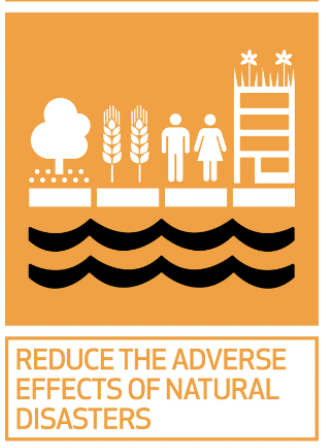 REDUCE THE ADVERSE
EFFECTS OF NATURAL
DISASTERS